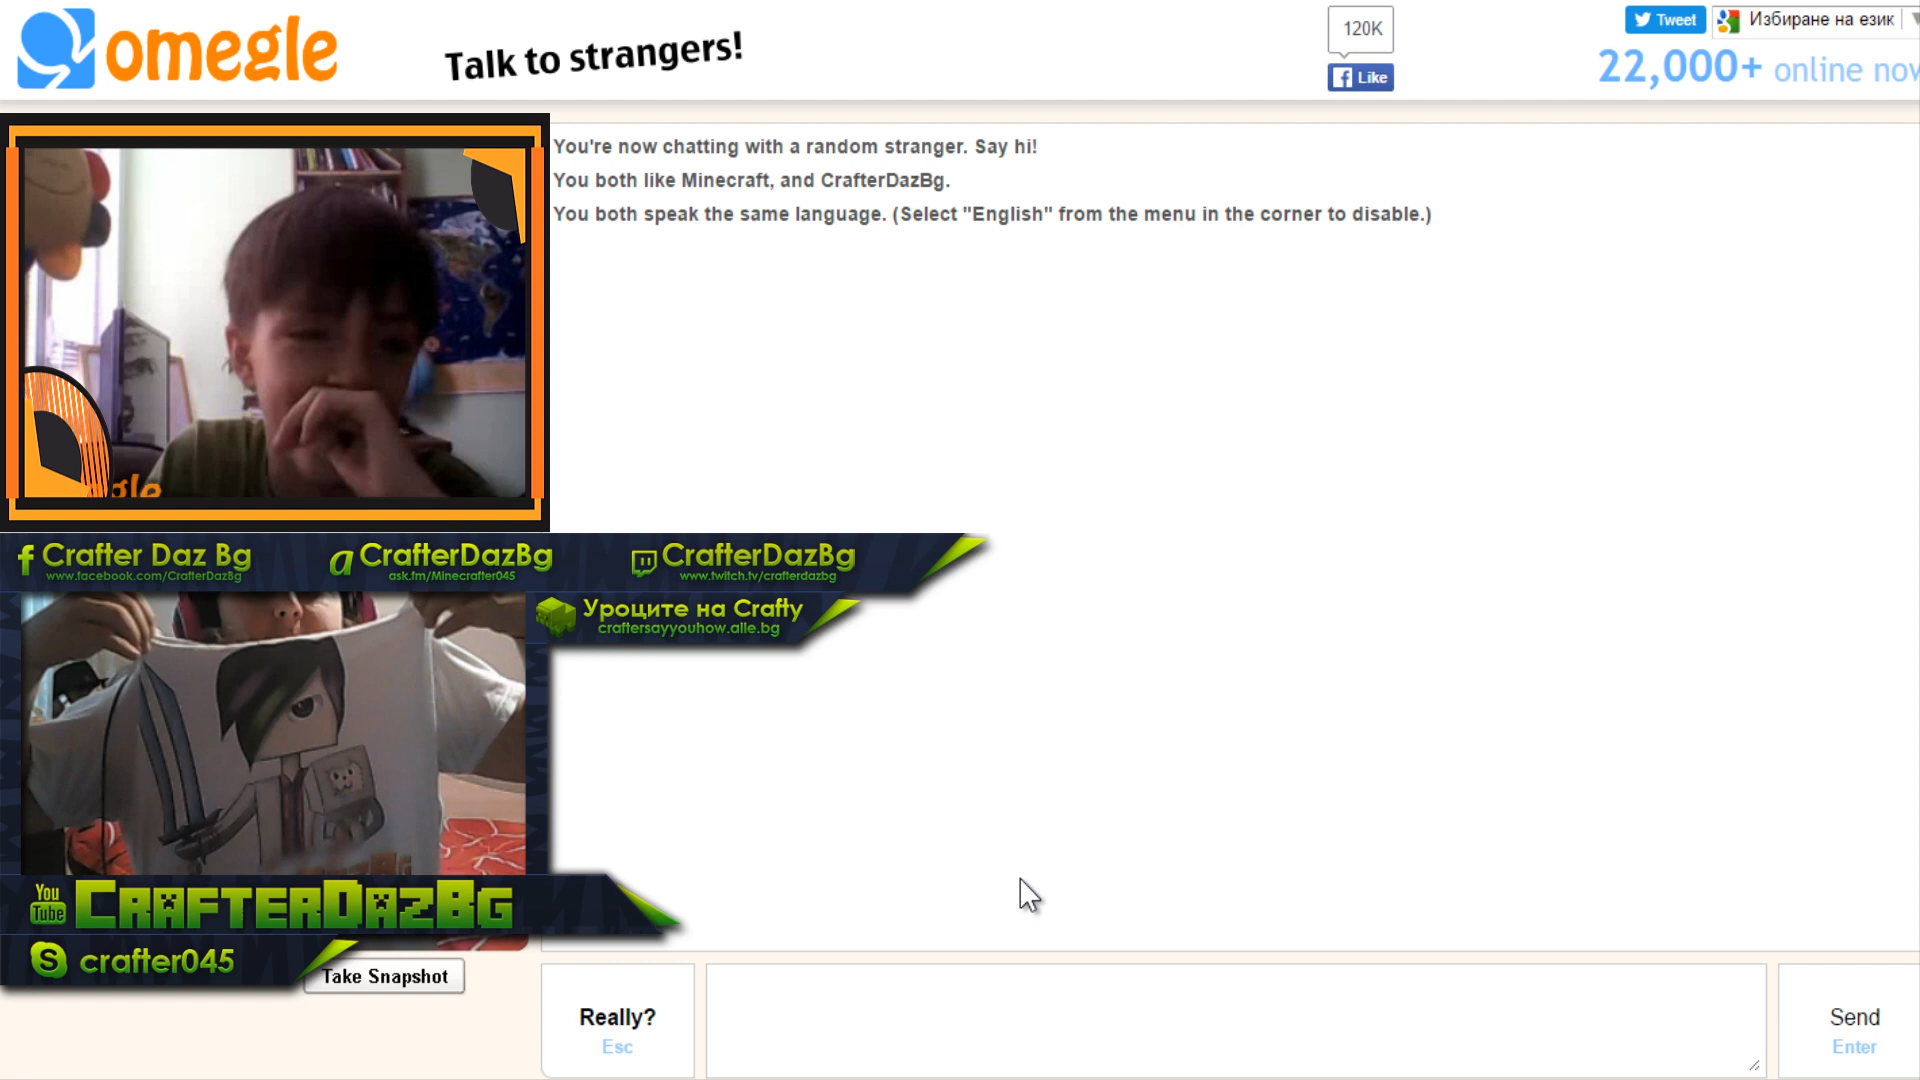 omegle
Talk to strangers!
120K
Like
Tweet
Избиране на език
22,000+ online now
You're now chatting with a random stranger. Say hi!
You both like Minecraft, and CrafterDazBg.
You both speak the same language. (Select "English" from the menu in the corner to disable.)
gle
Crafter Daz Bg
www.facebook.com/CrafterDazBg
CrafterDazBg
ask.fm/Minecrafter045
CrafterDazBg
www.twitch.tv/crafterdazbg
Уроците на Crafty
craftersayyouhow.alle.bg
You Tube
CrafterDazBG
crafter045
Take Snapshot
Really?
Esc
Send
Enter